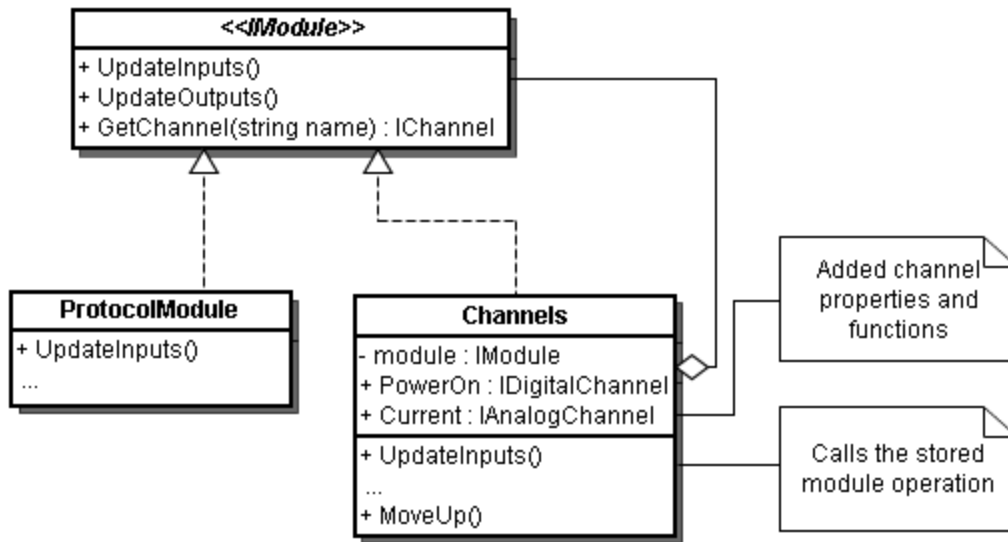 <<IModule>>
+ UpdateInputs()
+ UpdateOutputs()
+ GetChannel(string name) : IChannel
ProtocolModule
+ UpdateInputs()
...
Channels
- module : IModule
+ PowerOn : IDigitalChannel
+ Current : IAnalogChannel
+ UpdateInputs()
...
+ MoveUp()
Added channel
properties and
functions
Calls the stored
module operation